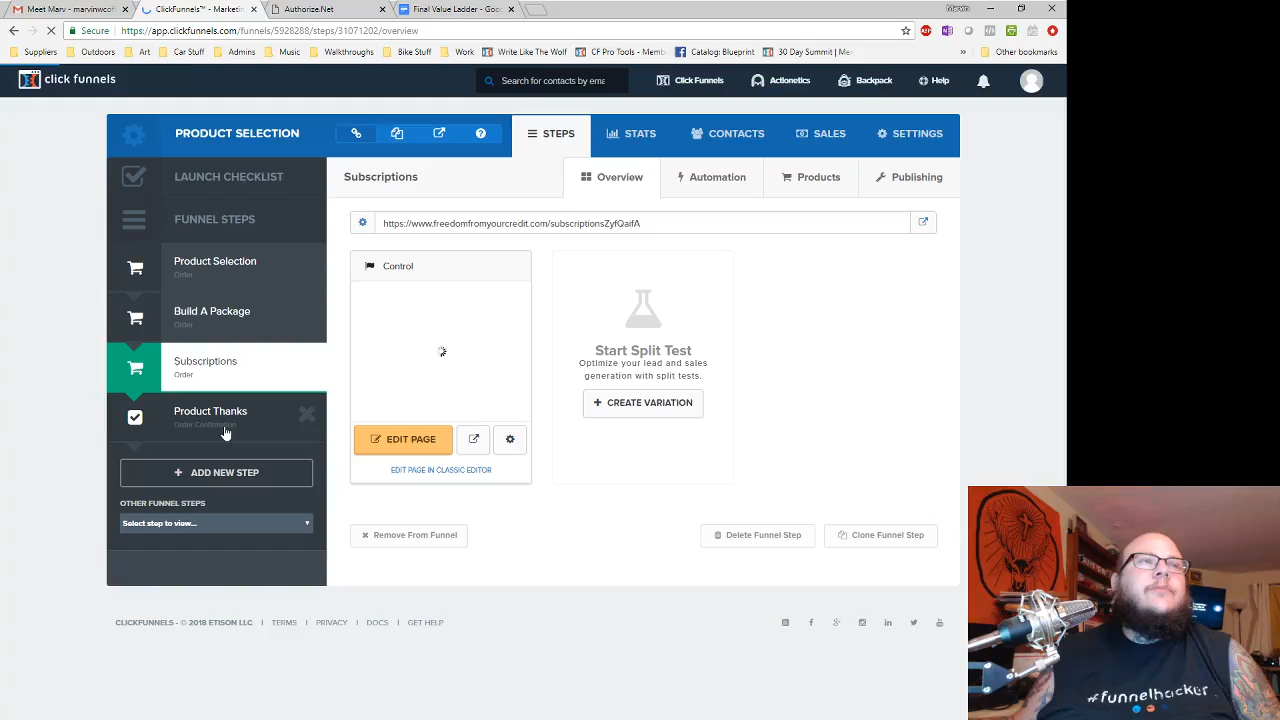 Meet Marv - marvinwcoff
ClickFunnels™ - Marketin
Authorize.Net
Final Value Ladder - Goo
Marvin
Secure
https://app.clickfunnels.com/funnels/5928288/steps/31071202/overview
Suppliers Outdoors Art Car Stuff Admins Music Walkthroughs Bike Stuff Work Write Like The Wolf CF Pro Tools - Memb Catalog: Blueprint 30 Day Summit | Me Other bookmarks
click funnels
Search for contacts by ema
Click Funnels
Actionetics
Backpack
Help
PRODUCT SELECTION
STEPS
STATS
CONTACTS
SALES
SETTINGS
LAUNCH CHECKLIST
Subscriptions
Overview
Automation
Products
Publishing
FUNNEL STEPS
https://www.freedomfromyourcredit.com/subscriptionsZyfQaifA
Product Selection
Order
Build A Package
Order
Subscriptions
Order
Product Thanks
Order Confirmation
+ ADD NEW STEP
OTHER FUNNEL STEPS
Select step to view...
Control
EDIT PAGE
EDIT PAGE IN CLASSIC EDITOR
Start Split Test
Optimize your lead and sales
generation with split tests.
+ CREATE VARIATION
Remove From Funnel
Delete Funnel Step
Clone Funnel Step
CLICKFUNNELS - © 2018 ETISON LLC | TERMS | PRIVACY | DOCS | GET HELP
#funnelhacker